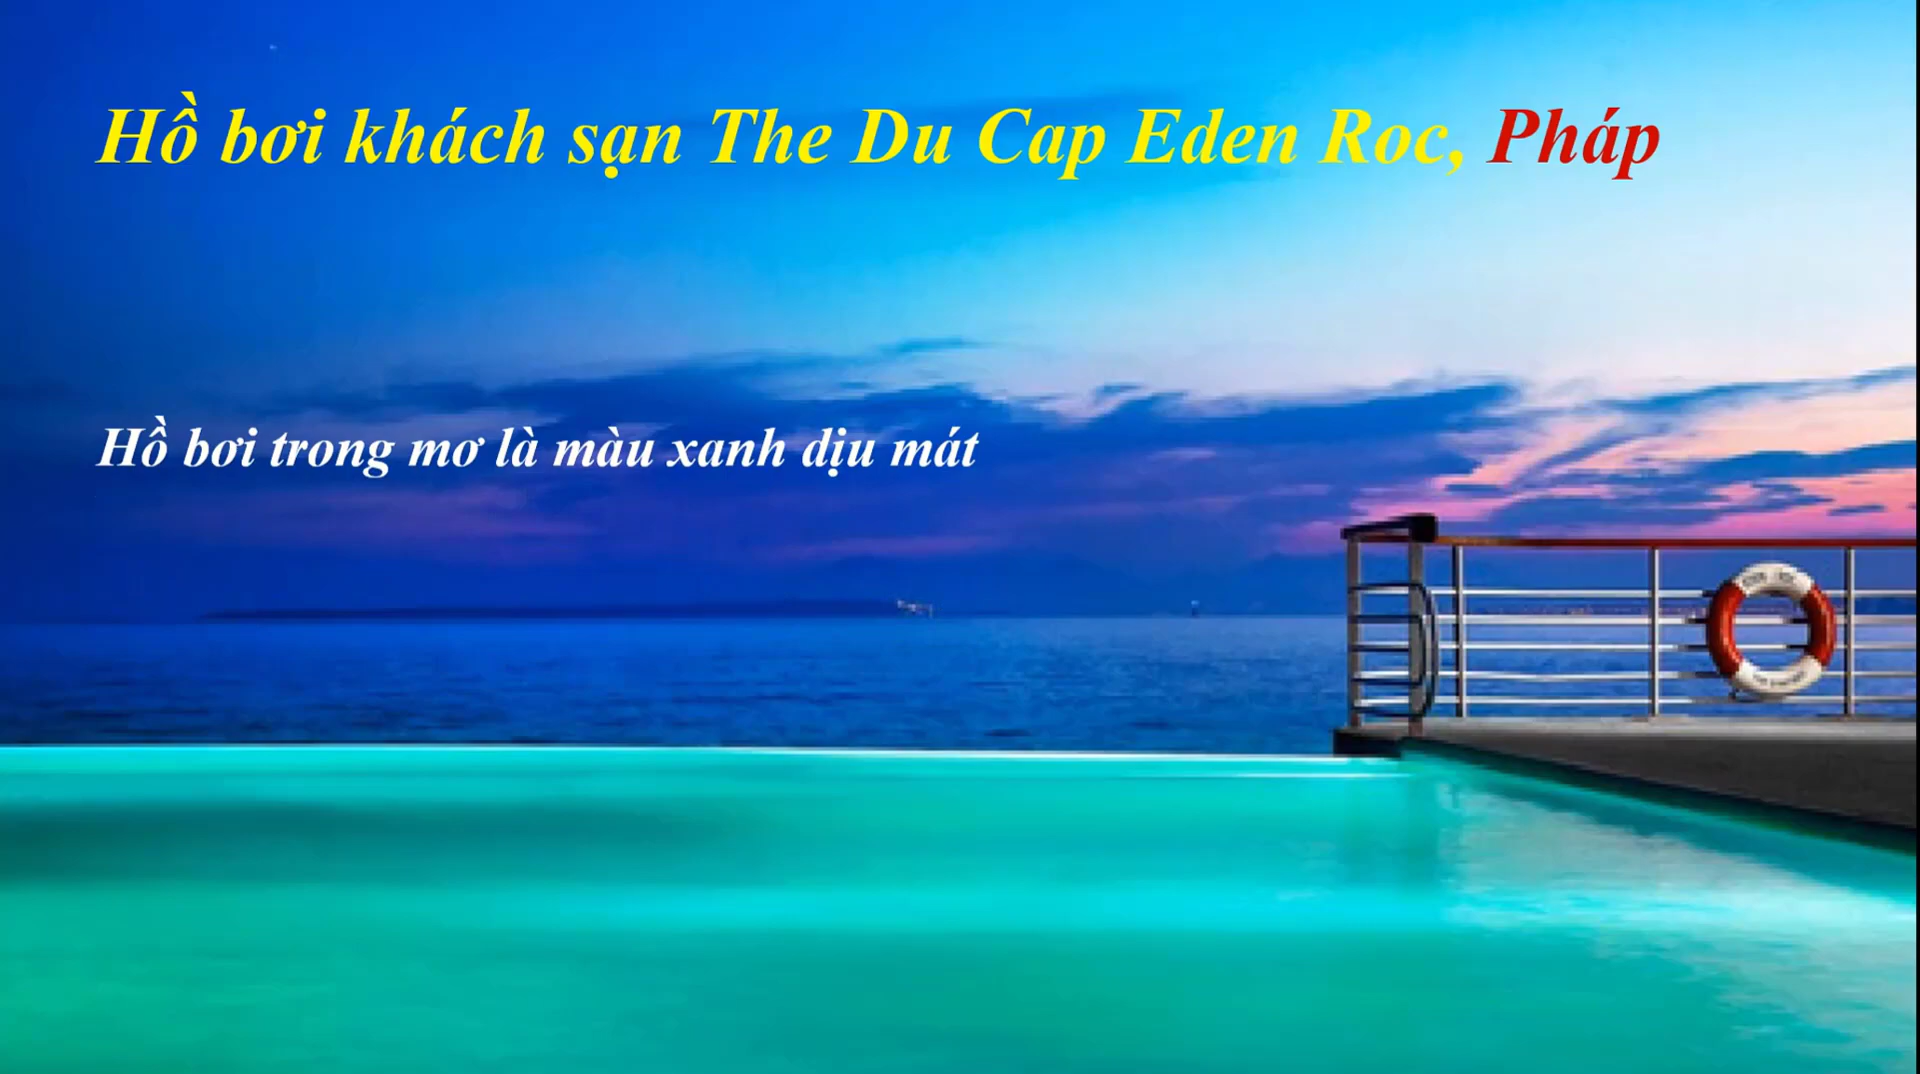 Hồ bơi khách sạn The Du Cap Eden Roc, Pháp
Hồ bơi trong mơ là màu xanh dịu mát